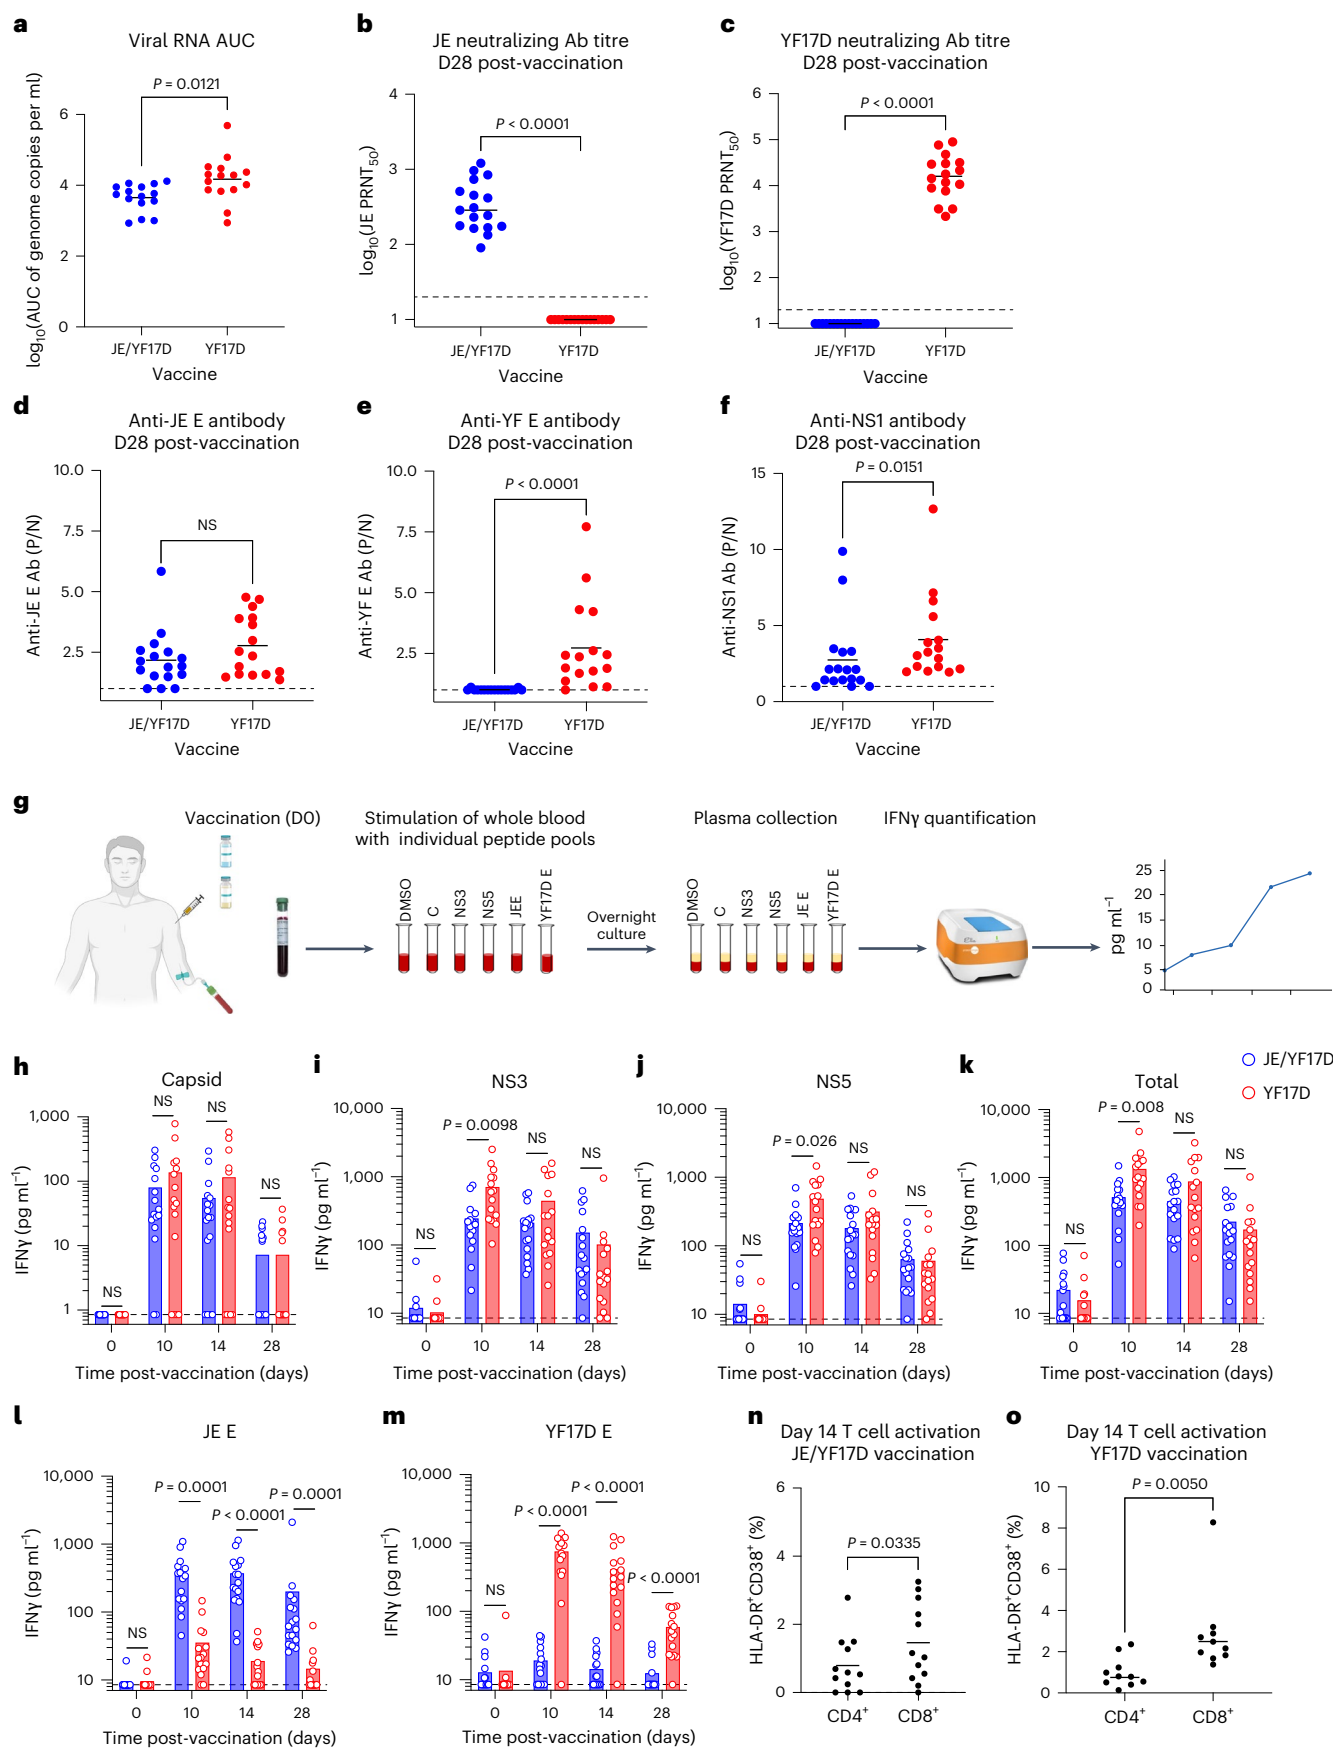 a
Viral RNA AUC
P = 0.0121
log10(AUC of genome copies per ml)
6
4
2
0
JE/YF17D
YF17D
Vaccine
b
JE neutralizing Ab titre
D28 post-vaccination
P < 0.0001
log10(JE PRNT50)
4
3
2
1
JE/YF17D
YF17D
Vaccine
c
YF17D neutralizing Ab titre
D28 post-vaccination
P < 0.0001
log10(YF17D PRNT50)
6
5
4
3
2
1
JE/YF17D
YF17D
Vaccine
d
Anti-JE E antibody
D28 post-vaccination
NS
Anti-JE E Ab (P/N)
10.0
7.5
5.0
2.5
JE/YF17D
YF17D
Vaccine
e
Anti-YF E antibody
D28 post-vaccination
P < 0.0001
Anti-YF E Ab (P/N)
10.0
7.5
5.0
2.5
JE/YF17D
YF17D
Vaccine
f
Anti-NS1 antibody
D28 post-vaccination
P = 0.0151
Anti-NS1 Ab (P/N)
15
10
5
0
JE/YF17D
YF17D
Vaccine
g
Vaccination (D0)
Stimulation of whole blood
with individual peptide pools
DMSO
C
NS3
NS5
JEE
YF17D E
Overnight
culture
Plasma collection
DMSO
C
NS3
NS5
JE E
YF17D E
IFNγ quantification
pg ml−1
25
20
15
10
5
0
h
Capsid
NS
NS
NS
NS
IFNγ (pg ml−1)
1,000
100
10
1
0
10
14
28
Time post-vaccination (days)
i
NS3
NS
P = 0.0098
NS
NS
IFNγ (pg ml−1)
10,000
1,000
100
10
0
10
14
28
Time post-vaccination (days)
j
NS5
NS
P = 0.026
NS
NS
IFNγ (pg ml−1)
10,000
1,000
100
10
0
10
14
28
Time post-vaccination (days)
k
Total
JE/YF17D
YF17D
NS
P = 0.008
NS
NS
IFNγ (pg ml−1)
10,000
1,000
100
10
0
10
14
28
Time post-vaccination (days)
l
JE E
NS
P = 0.0001
P < 0.0001
P = 0.0001
IFNγ (pg ml−1)
10,000
1,000
100
10
0
10
14
28
Time post-vaccination (days)
m
YF17D E
NS
P < 0.0001
P < 0.0001
P < 0.0001
IFNγ (pg ml−1)
10,000
1,000
100
10
0
10
14
28
Time post-vaccination (days)
n
Day 14 T cell activation
JE/YF17D vaccination
P = 0.0335
HLA-DR+CD38+ (%)
6
4
2
0
CD4+
CD8+
o
Day 14 T cell activation
YF17D vaccination
P = 0.0050
HLA-DR+CD38+ (%)
10
8
6
4
2
0
CD4+
CD8+